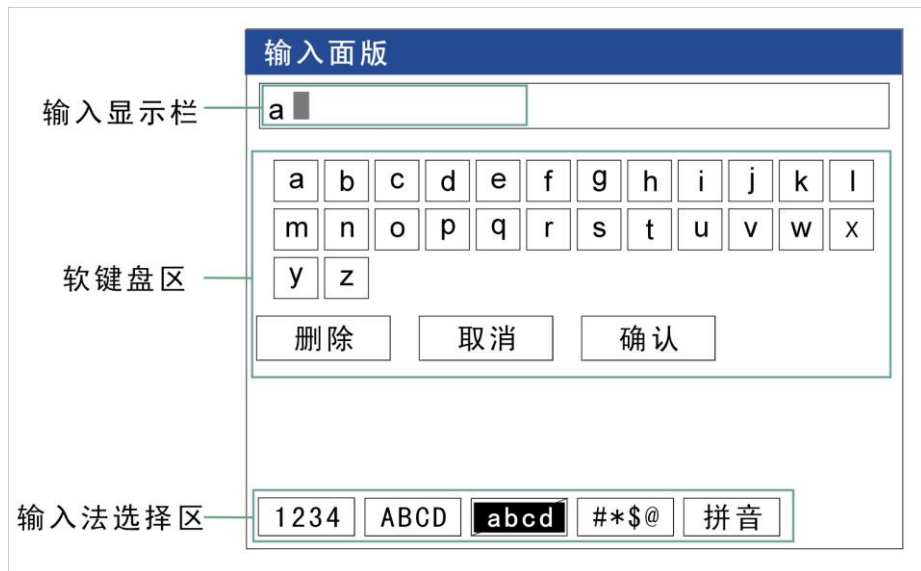 输入面版
输入显示栏
a
a b c d e f g h i j k l
m n o p q r s t u v w x
软键盘区
y z
删除 取消 确认
输入法选择区
1234 ABCD abcd #*$@ 拼音